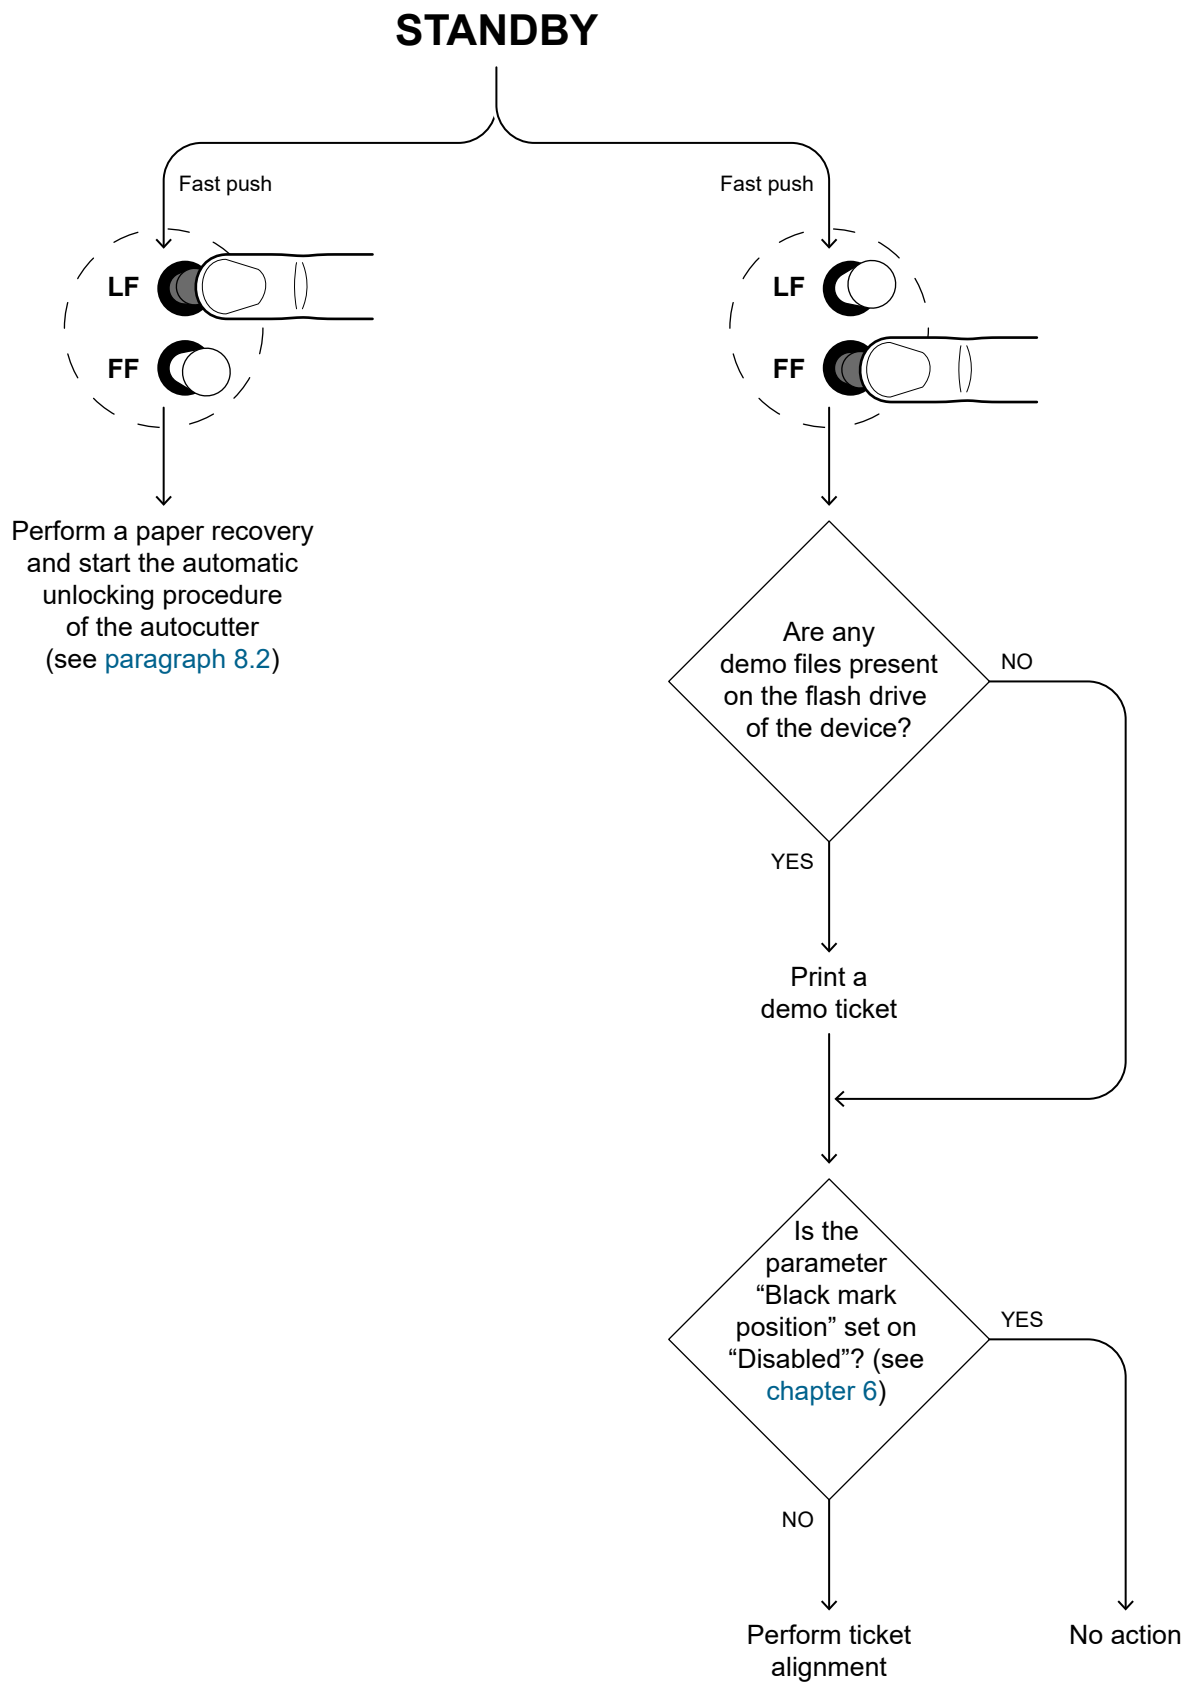 STANDBY
Fast push
LF
FF
Perform a paper recovery
and start the automatic
unlocking procedure
of the autocutter
(see paragraph 8.2)
Fast push
LF
FF
Are any
demo files present
on the flash drive
of the device?
NO
YES
Print a
demo ticket
Is the
parameter
“Black mark
position” set on
“Disabled”? (see
chapter 6)
YES
NO
Perform ticket
alignment
No action